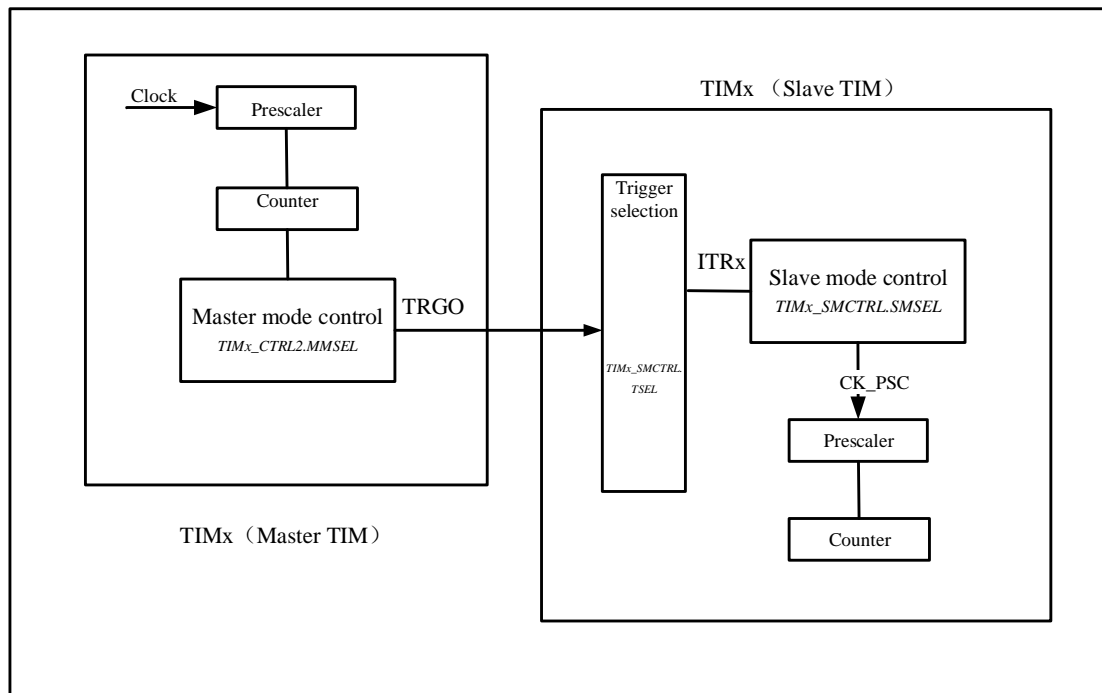 Clock
Prescaler
Counter
Master mode control
TIMx_CTRL2.MMSEL
TRGO
TIMx（Master TIM）
TIMx （Slave TIM）
Trigger
selection
TIMx_SMCTRL.
TSEL
ITRx
Slave mode control
TIMx_SMCTRL.SMSEL
CK_PSC
Prescaler
Counter